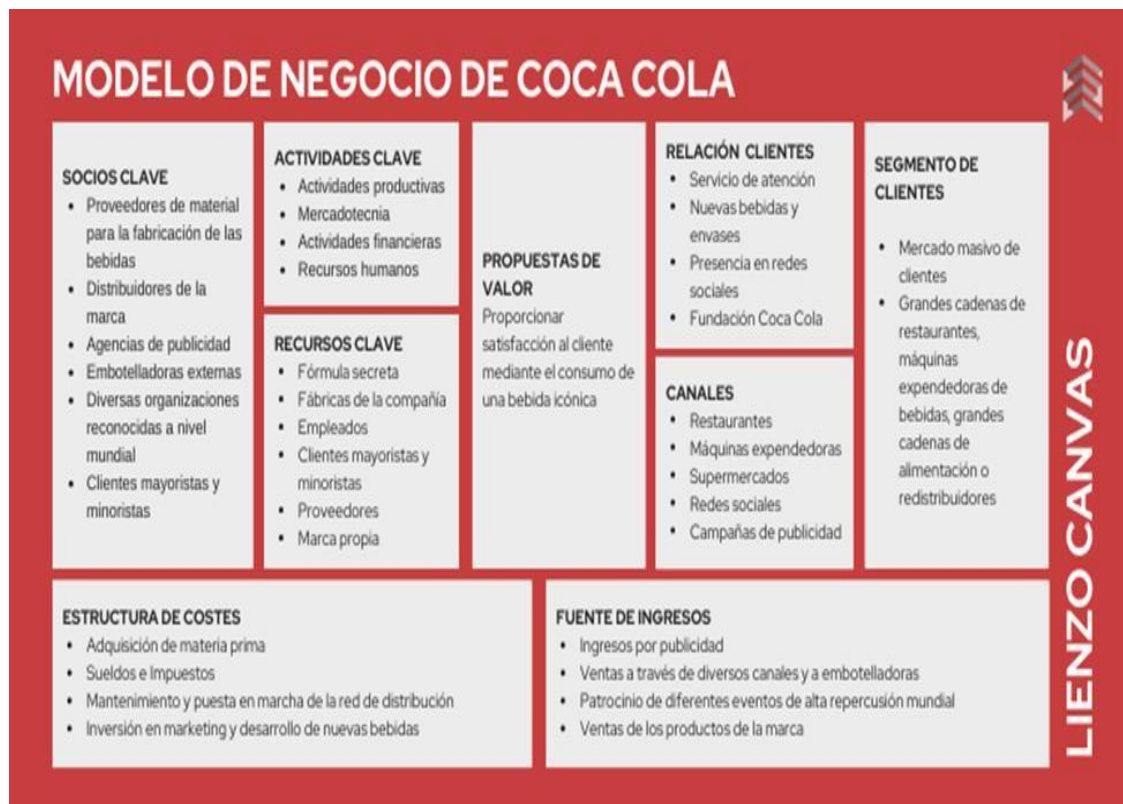 MODELO DE NEGOCIO DE COCA COLA
SOCIOS CLAVE
• Proveedores de material
para la fabricación de las
bebidas
• Distribuidores de la
marca
• Agencias de publicidad
• Embotelladoras externas
• Diversas organizaciones
reconocidas a nivel
mundial
• Clientes mayoristas y
minoristas
ACTIVIDADES CLAVE
• Actividades productivas
• Mercadotecnia
• Actividades financieras
• Recursos humanos
RECURSOS CLAVE
• Fórmula secreta
• Fábricas de la compañía
• Empleados
• Clientes mayoristas y
minoristas
• Proveedores
• Marca propia
PROPUESTAS DE
VALOR
Proporcionar
satisfacción al cliente
mediante el consumo de
una bebida icónica
RELACIÓN CLIENTES
• Servicio de atención
• Nuevas bebidas y
envases
• Presencia en redes
sociales
• Fundación Coca Cola
CANALES
• Restaurantes
• Máquinas expendedoras
• Supermercados
• Redes sociales
• Campañas de publicidad
SEGMENTO DE
CLIENTES
• Mercado masivo de
clientes
• Grandes cadenas de
restaurantes,
máquinas
expendedoras de
bebidas, grandes
cadenas de
alimentación o
redistribuidores
ESTRUCTURA DE COSTES
• Adquisición de materia prima
• Sueldos e Impuestos
• Mantenimiento y puesta en marcha de la red de distribución
• Inversión en marketing y desarrollo de nuevas bebidas
FUENTE DE INGRESOS
• Ingresos por publicidad
• Ventas a través de diversos canales y a embotelladoras
• Patrocinio de diferentes eventos de alta repercusión mundial
• Ventas de los productos de la marca
LIENZO CANVAS